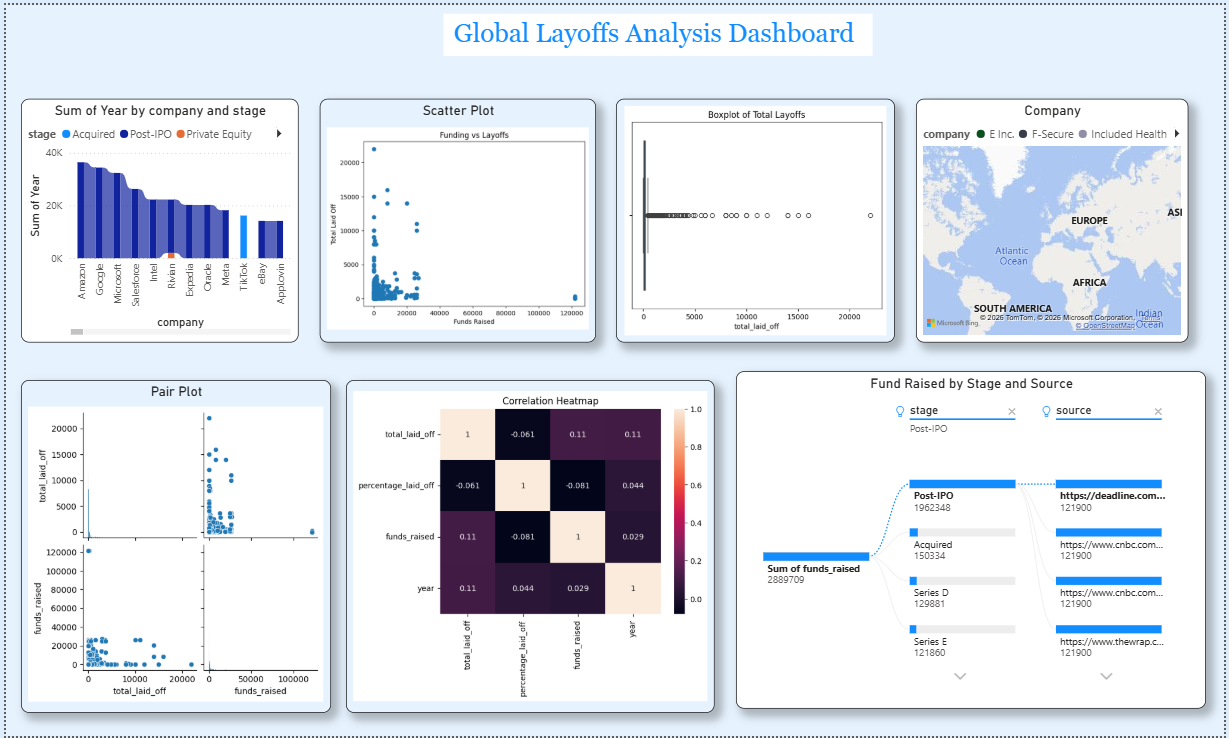 Global Layoffs Analysis Dashboard
Sum of Year by company and stage
stage Acquired Post-IPO Private Equity
40K
20K
0K
Sum of Year
Amazon
Google
Microsoft
Salesforce
Intel
Rivian
Expedia
Oracle
Meta
TikTok
eBay
Applovin
company
Scatter Plot
Funding vs Layoffs
20000
15000
10000
5000
3000
0
Total Laid Off
0 20000 40000 60000 80000 100000 120000
Funds Raised
Boxplot of Total Layoffs
0 5000 10000 15000 20000
total_laid_off
Company
company E Inc. F-Secure Included Health
EUROPE
ASI
Atlantic
Ocean
AFRICA
SOUTH AMERICA
Indian
Ocean
Microsoft Bing
© 2026 TomTom, © 2026 Microsoft Corporation, Terms
© OpenStreetMap
Pair Plot
20000
15000
10000
5000
0
total_laid_off
120000
100000
80000
60000
40000
20000
0
funds_raised
0 10000 20000
total_laid_off
0 50000 100000
funds_raised
Correlation Heatmap
total_laid_off 1 -0.061 0.11 0.11
percentage_laid_off -0.061 1 -0.081 0.044
funds_raised 0.11 -0.081 1 0.029
year 0.11 0.044 0.029 1
total_laid_off
percentage_laid_off
funds_raised
year
1.0
0.8
0.6
0.4
0.2
0.0
Fund Raised by Stage and Source
stage
Post-IPO
source
Sum of funds_raised
2889709
Post-IPO
1962348
Acquired
150334
Series D
129881
Series E
121860
https://deadline.com...
121900
https://www.cnbc.com...
121900
https://www.cnbc.com...
121900
https://www.thewrap.c...
121900